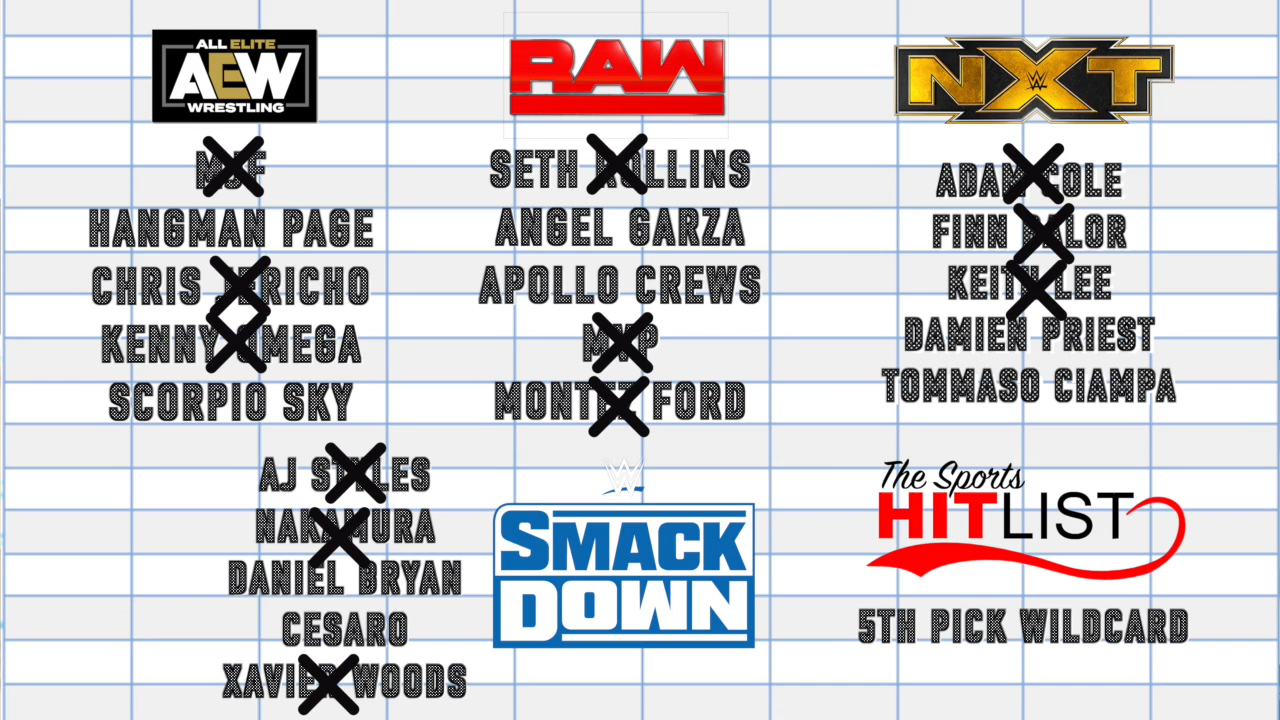 ALL ELITE
AEW
WRESTLING
MJF
HANGMAN PAGE
CHRIS JERICHO
KENNY OMEGA
SCORPIO SKY
RAW
SETH ROLLINS
ANGEL GARZA
APOLLO CREWS
MVP
MONTEZ FORD
NXT
W
ADAM COLE
FINN BALOR
KEITH LEE
DAMIEN PRIEST
TOMMASO CIAMPA
AJ STYLES
NAKAMURA
DANIEL BRYAN
CESARO
XAVIER WOODS
W
SMACK
DOWN
The Sports
HITLIST
5TH PICK WILDCARD